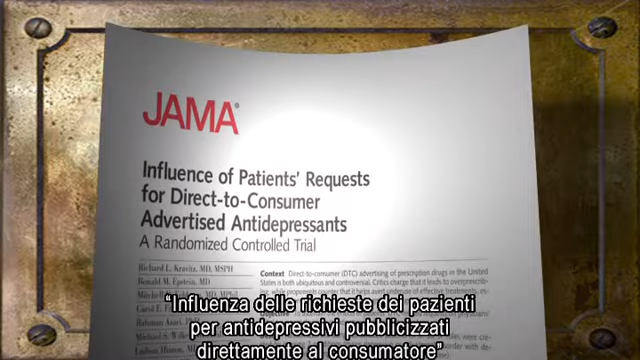 JAMA®
Influence of Patients' Requests
for Direct-to-Consumer
Advertised Antidepressants
A Randomized Controlled Trial
Richard L. Kravitz, MD, MSPH
Ronald M. Epstein, MD
Context Direct-to-consumer (DTC) advertising of prescription drugs in the United
States is both ubiquitous and controversial. Critics charge that it leads to overprescrib-
"Influenza delle richieste dei pazienti
per antidepressivi pubblicizzati
direttamente al consumatore"